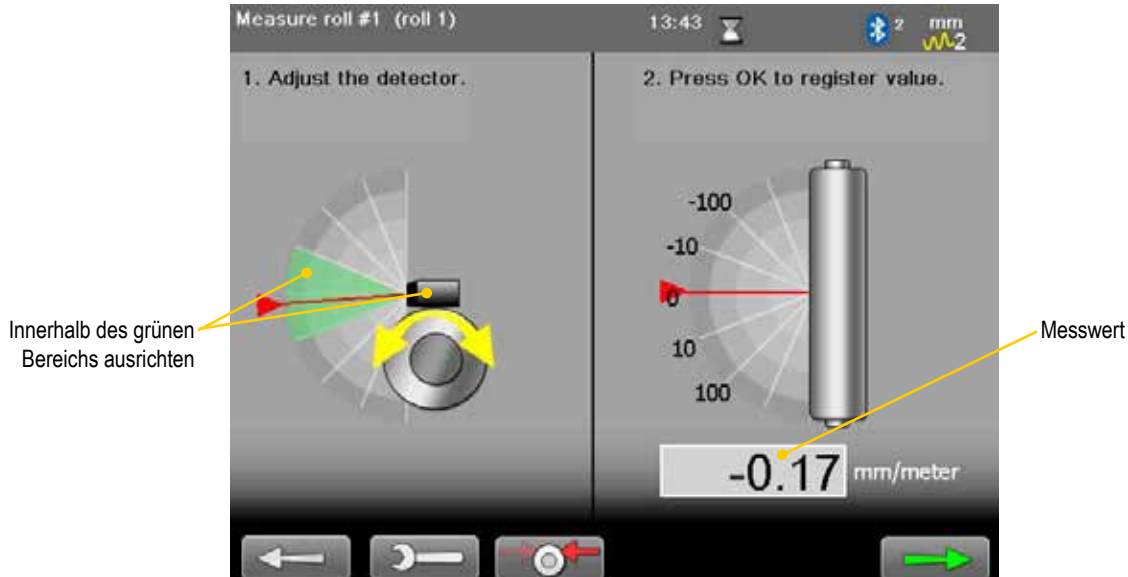 Measure roll #1 (roll 1)
13:43
2
mm
2
1. Adjust the detector.
2. Press OK to register value.
-100
-10
0
10
100
Innerhalb des grünen
Bereichs ausrichten
Messwert
-0.17 mm/meter